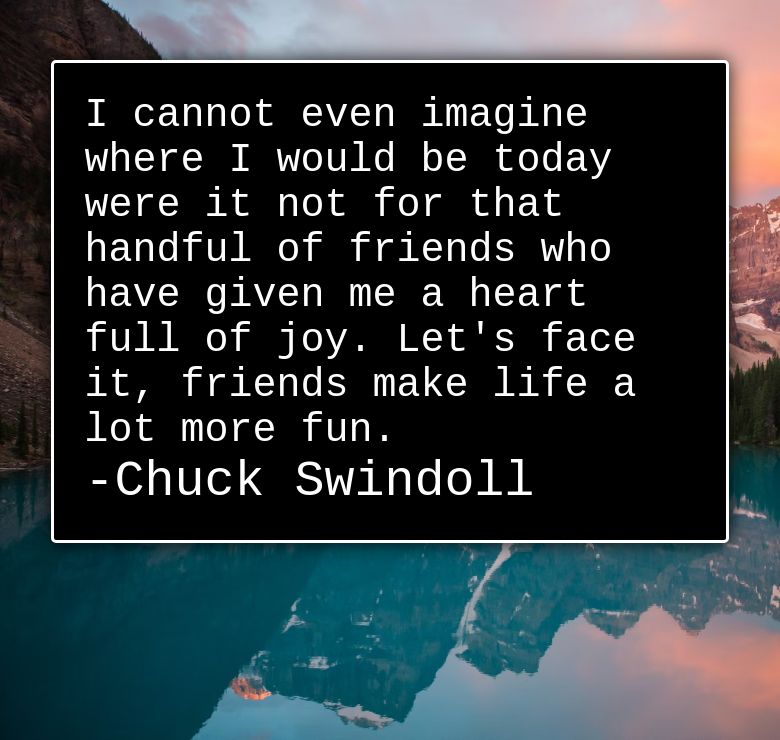 I cannot even imagine
where I would be today
were it not for that
handful of friends who
have given me a heart
full of joy. Let's face
it, friends make life a
lot more fun.
-Chuck Swindoll